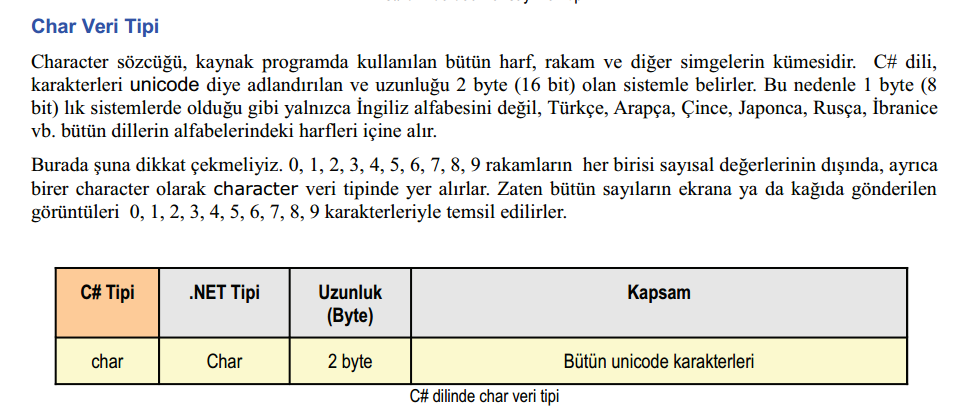 Char Veri Tipi
Character sözcüğü, kaynak programda kullanılan bütün harf, rakam ve diğer simgelerin kümesidir. C# dili,
karakterleri unicode diye adlandırılan ve uzunluğu 2 byte (16 bit) olan sistemle belirler. Bu nedenle 1 byte (8
bit) lık sistemlerde olduğu gibi yalnızca İngiliz alfabesini değil, Türkçe, Arapça, Çince, Japonca, Rusça, İbranice
vb. bütün dillerin alfabelerindeki harfleri içine alır.
Burada şuna dikkat çekmeliyiz. 0, 1, 2, 3, 4, 5, 6, 7, 8, 9 rakamların her birisi sayısal değerlerinin dışında, ayrıca
birer character olarak character veri tipinde yer alırlar. Zaten bütün sayıların ekrana ya da kağıda gönderilen
görüntüleri 0, 1, 2, 3, 4, 5, 6, 7, 8, 9 karakterleriyle temsil edilirler.
C# Tipi .NET Tipi Uzunluk Kapsam
(Byte)
char Char 2 byte Bütün unicode karakterleri
C# dilinde char veri tipi